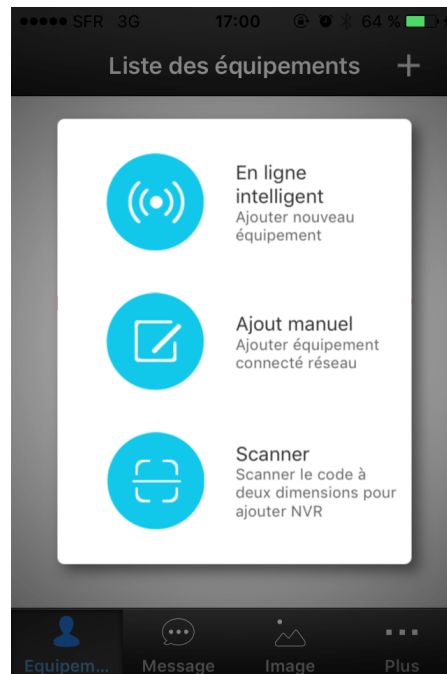 SFR 3G 17:00 64 %
Liste des équipements +
En ligne
intelligent
Ajouter nouveau
équipement
Ajout manuel
Ajouter équipement
connecté réseau
Scanner
Scanner le code à
deux dimensions pour
ajouter NVR
Equipem... Message Image Plus